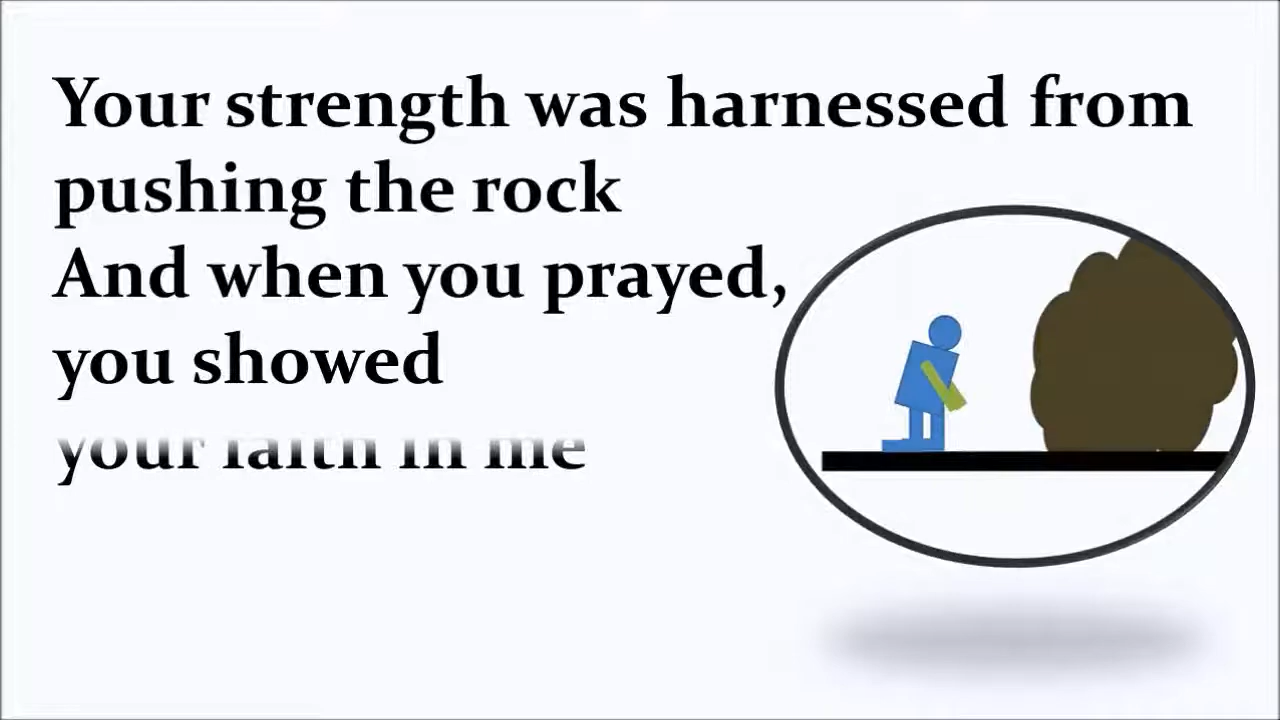 Your strength was harnessed from
pushing the rock
And when you prayed,
you showed
your faith in me